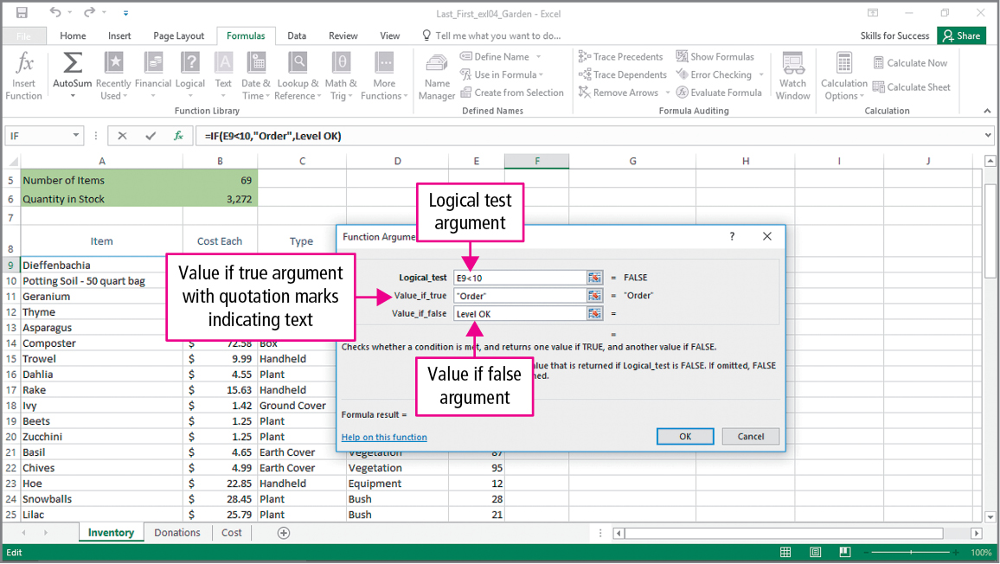 Last_First_exl04_Garden - Excel
File Home Insert Page Layout Formulas Data Review View Tell me what you want to do... Skills for Success Share
fx Σ ? A θ
Insert Function
AutoSum
Recently Used
Financial
Logical
Text
Date & Time
Lookup & Reference
Math & Trig
More Functions
Function Library
Name Manager
Define Name
Use in Formula
Create from Selection
Defined Names
Trace Precedents
Trace Dependents
Remove Arrows
Show Formulas
Error Checking
Evaluate Formula
Formula Auditing
Watch Window
Calculation Options
Calculate Now
Calculate Sheet
Calculation
IF fx =IF(E9<10,"Order",Level OK)
A B C D E F G H I J
5 Number of Items 69
6 Quantity in Stock 3,272
7
8 Item Cost Each Type
9 Dieffenbachia
10 Potting Soil - 50 quart bag
11 Geranium
12 Thyme
13 Asparagus
14 Composter $ 72.58 Box
15 Trowel $ 9.99 Handheld
16 Dahlia $ 4.55 Plant
17 Rake $ 15.63 Handheld
18 Ivy $ 1.42 Ground Cover
19 Beets $ 1.25 Plant
20 Zucchini $ 1.25 Plant
21 Basil $ 4.65 Earth Cover Vegetation 87
22 Chives $ 4.99 Earth Cover Vegetation 95
23 Hoe $ 22.85 Handheld Equipment 12
24 Snowballs $ 28.45 Plant Bush 28
25 Lilac $ 25.79 Plant Bush 21
Logical test
argument
Value if true argument
with quotation marks
indicating text
Value if false
argument
Function Argume ?
Logical_test E9<10 = FALSE
Value_if_true "Order" = "Order"
Value_if_false Level OK =
=
Checks whether a condition is met, and returns one value if TRUE, and another value if FALSE.
alue that is returned if Logical_test is FALSE. If omitted, FALSE
ned.
Formula result =
Help on this function OK Cancel
Inventory Donations Cost
Edit 100%